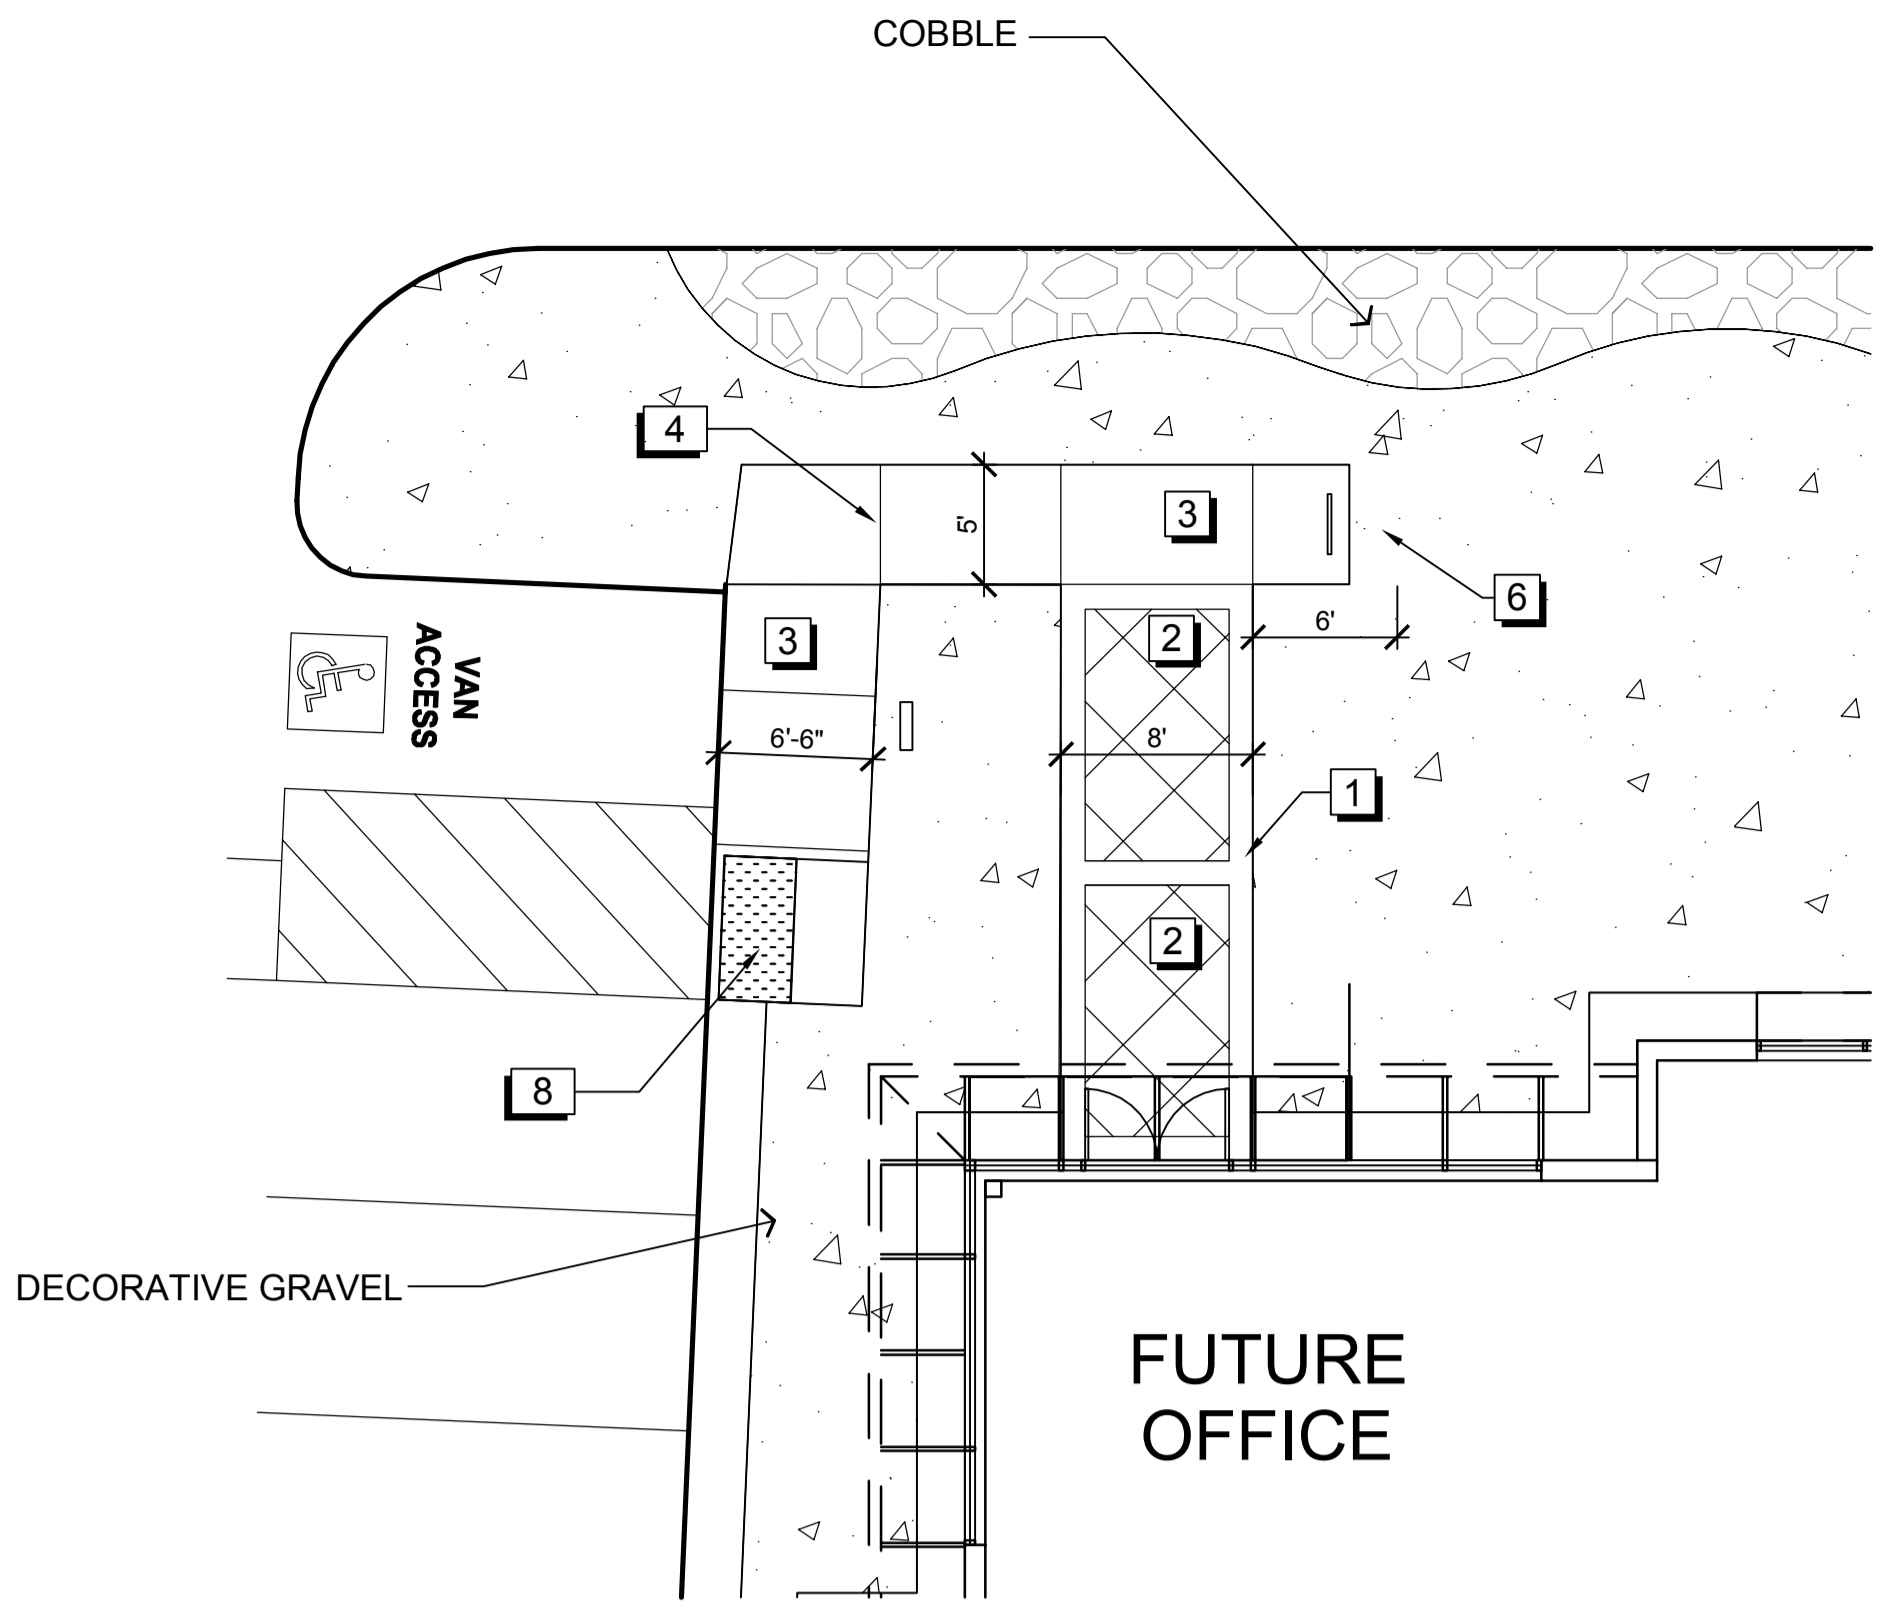 COBBLE
4
5'
3
6
3
2
6'
VAN
ACCESS
6'-6"
8'
1
2
8
DECORATIVE GRAVEL
FUTURE
OFFICE